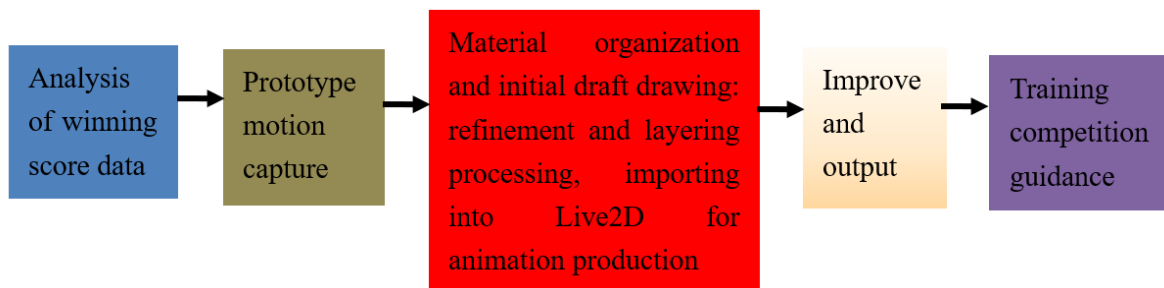 Analysis
of winning
score data
Prototype
motion
capture
Material organization
and initial draft drawing:
refinement and layering
processing, importing
into Live2D for
animation production
Improve
and
output
Training
competition
guidance